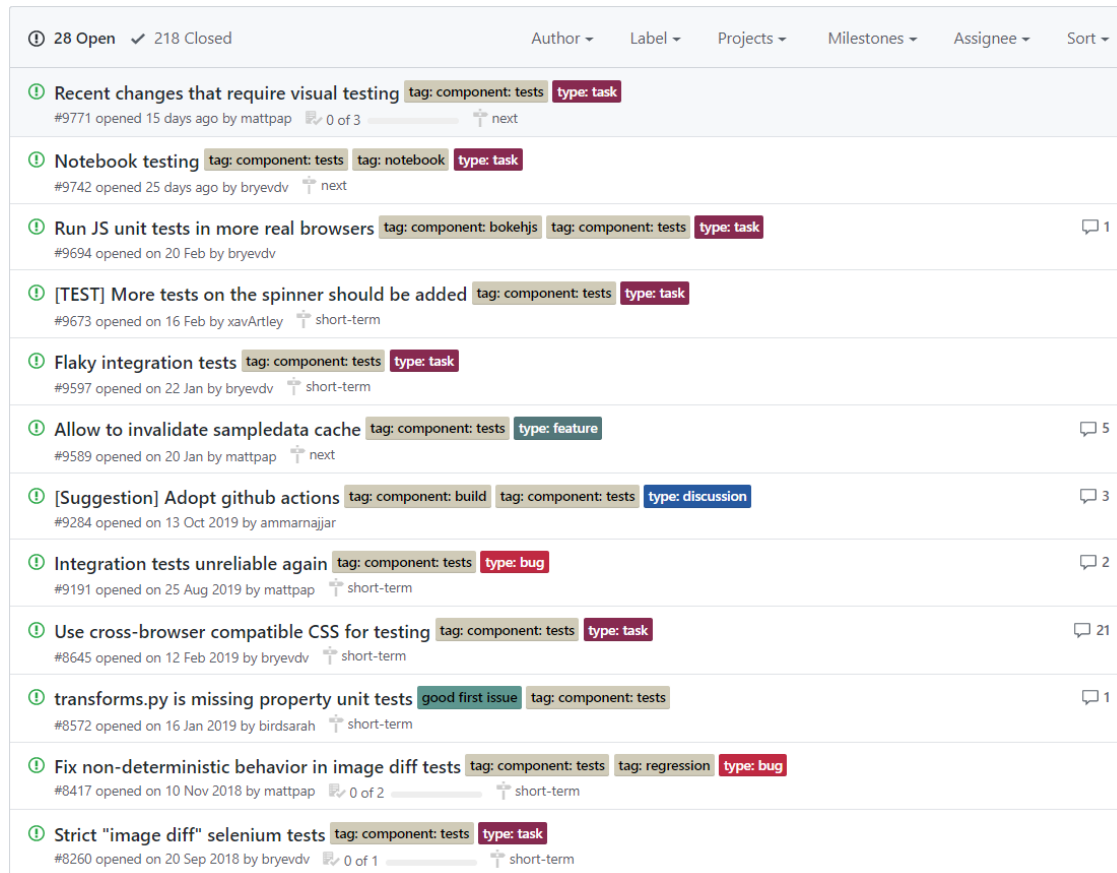 28 Open 218 Closed Author Label Projects Milestones Assignee Sort
Recent changes that require visual testing tag: component: tests type: task
#9771 opened 15 days ago by mattpap 0 of 3 next
Notebook testing tag: component: tests tag: notebook type: task
#9742 opened 25 days ago by bryevdv next
Run JS unit tests in more real browsers tag: component: bokehjs tag: component: tests type: task 1
#9694 opened on 20 Feb by bryevdv
[TEST] More tests on the spinner should be added tag: component: tests type: task
#9673 opened on 16 Feb by xavArtley short-term
Flaky integration tests tag: component: tests type: task
#9597 opened on 22 Jan by bryevdv short-term
Allow to invalidate sampledata cache tag: component: tests type: feature 5
#9589 opened on 20 Jan by mattpap next
[Suggestion] Adopt github actions tag: component: build tag: component: tests type: discussion 3
#9284 opened on 13 Oct 2019 by ammarnajjar
Integration tests unreliable again tag: component: tests type: bug 2
#9191 opened on 25 Aug 2019 by mattpap short-term
Use cross-browser compatible CSS for testing tag: component: tests type: task 21
#8645 opened on 12 Feb 2019 by bryevdv short-term
transforms.py is missing property unit tests good first issue tag: component: tests 1
#8572 opened on 16 Jan 2019 by birdsarah short-term
Fix non-deterministic behavior in image diff tests tag: component: tests tag: regression type: bug
#8417 opened on 10 Nov 2018 by mattpap 0 of 2 short-term
Strict "image diff" selenium tests tag: component: tests type: task
#8260 opened on 20 Sep 2018 by bryevdv 0 of 1 short-term